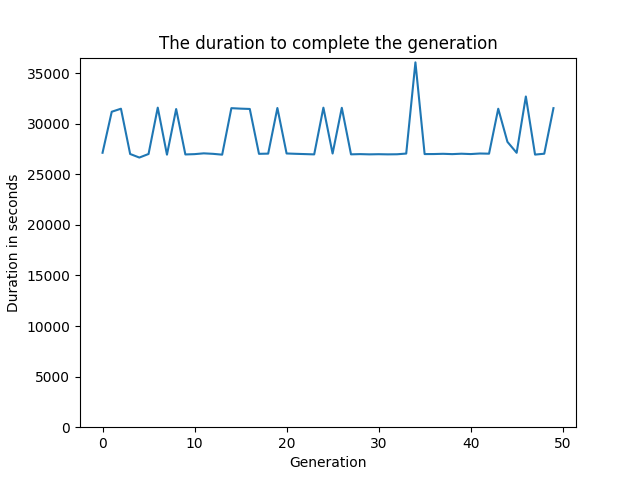 The duration to complete the generation
35000
30000
25000
20000
15000
10000
5000
0
Duration in seconds
0 10 20 30 40 50
Generation